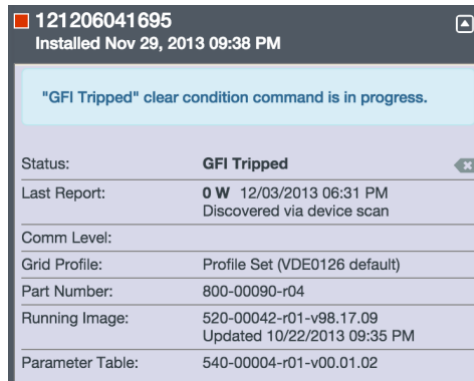 121206041695
Installed Nov 29, 2013 09:38 PM
"GFI Tripped" clear condition command is in progress.
Status: GFI Tripped
Last Report: 0 W 12/03/2013 06:31 PM
Discovered via device scan
Comm Level:
Grid Profile: Profile Set (VDE0126 default)
Part Number: 800-00090-r04
Running Image: 520-00042-r01-v98.17.09
Updated 10/22/2013 09:35 PM
Parameter Table: 540-00004-r01-v00.01.02